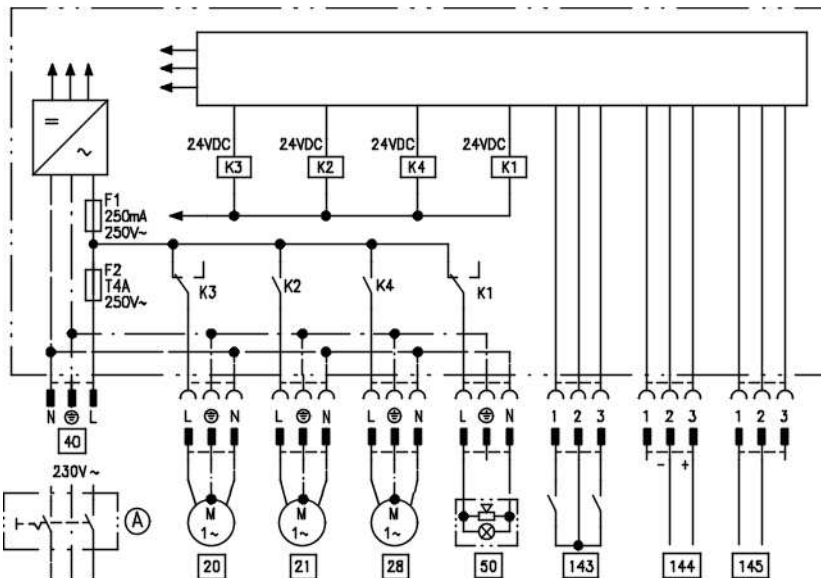 24VDC 24VDC 24VDC 24VDC
K3 K2 K4 K1
= ~
F1
250mA
250V~
F2
T4A
250V~
K3 K2 K4 K1
N L L N L N L N L N 1 2 3 1 2 3 1 2 3
40
- +
230V~
A
M M M
1~ 1~ 1~
20 21 28 50 143 144 145